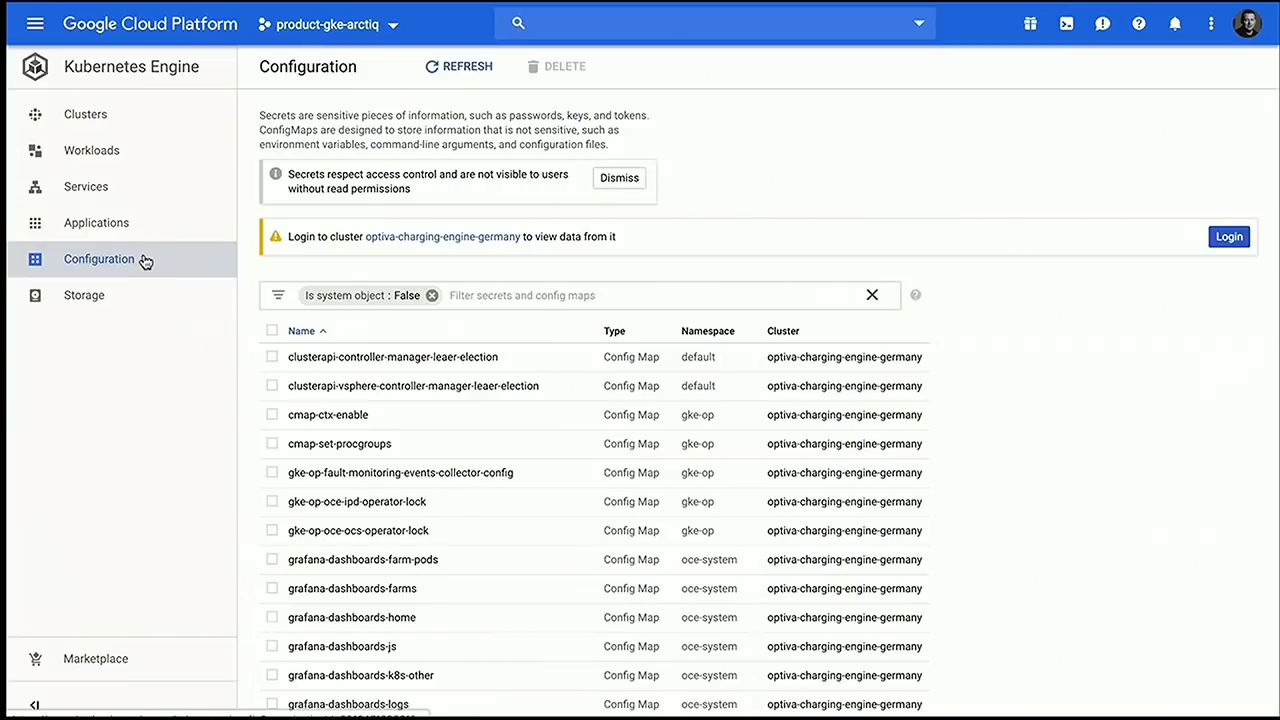 Google Cloud Platform
product-gke-arctiq
Kubernetes Engine
Configuration
REFRESH
DELETE
Clusters
Workloads
Services
Applications
Configuration
Storage
Marketplace
Secrets are sensitive pieces of information, such as passwords, keys, and tokens.
ConfigMaps are designed to store information that is not sensitive, such as
environment variables, command-line arguments, and configuration files.
Secrets respect access control and are not visible to users
without read permissions
Dismiss
Login to cluster optiva-charging-engine-germany to view data from it
Login
Is system object : False
Filter secrets and config maps
Name Type Namespace Cluster
clusterapi-controller-manager-leaer-election Config Map default optiva-charging-engine-germany
clusterapi-vsphere-controller-manager-leaer-election Config Map default optiva-charging-engine-germany
cmap-ctx-enable Config Map gke-op optiva-charging-engine-germany
cmap-set-procgroups Config Map gke-op optiva-charging-engine-germany
gke-op-fault-monitoring-events-collector-config Config Map gke-op optiva-charging-engine-germany
gke-op-oce-ipd-operator-lock Config Map gke-op optiva-charging-engine-germany
gke-op-oce-ocs-operator-lock Config Map gke-op optiva-charging-engine-germany
grafana-dashboards-farm-pods Config Map oce-system optiva-charging-engine-germany
grafana-dashboards-farms Config Map oce-system optiva-charging-engine-germany
grafana-dashboards-home Config Map oce-system optiva-charging-engine-germany
grafana-dashboards-js Config Map oce-system optiva-charging-engine-germany
grafana-dashboards-k8s-other Config Map oce-system optiva-charging-engine-germany
grafana-dashboards-logs Config Map oce-system optiva-charging-engine-germany